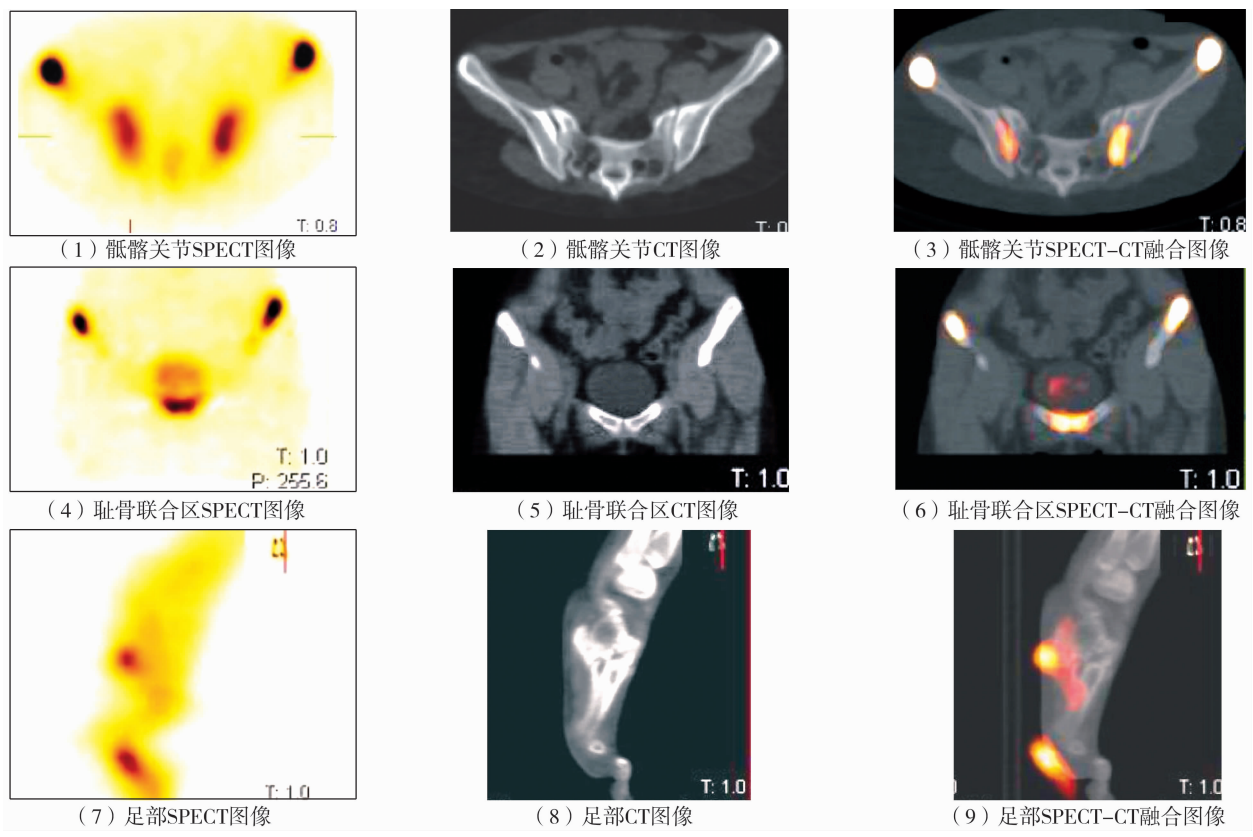 T: 0.8
T: 0
T: 0.8
（1）骶髂关节SPECT图像
（2）骶髂关节CT图像
（3）骶髂关节SPECT-CT融合图像
T: 1.0
P: 255.6
T: 1.0
T: 1.0
（4）耻骨联合区SPECT图像
（5）耻骨联合区CT图像
（6）耻骨联合区SPECT-CT融合图像
T: 1.0
T: 1.0
T: 1.0
（7）足部SPECT图像
（8）足部CT图像
（9）足部SPECT-CT融合图像